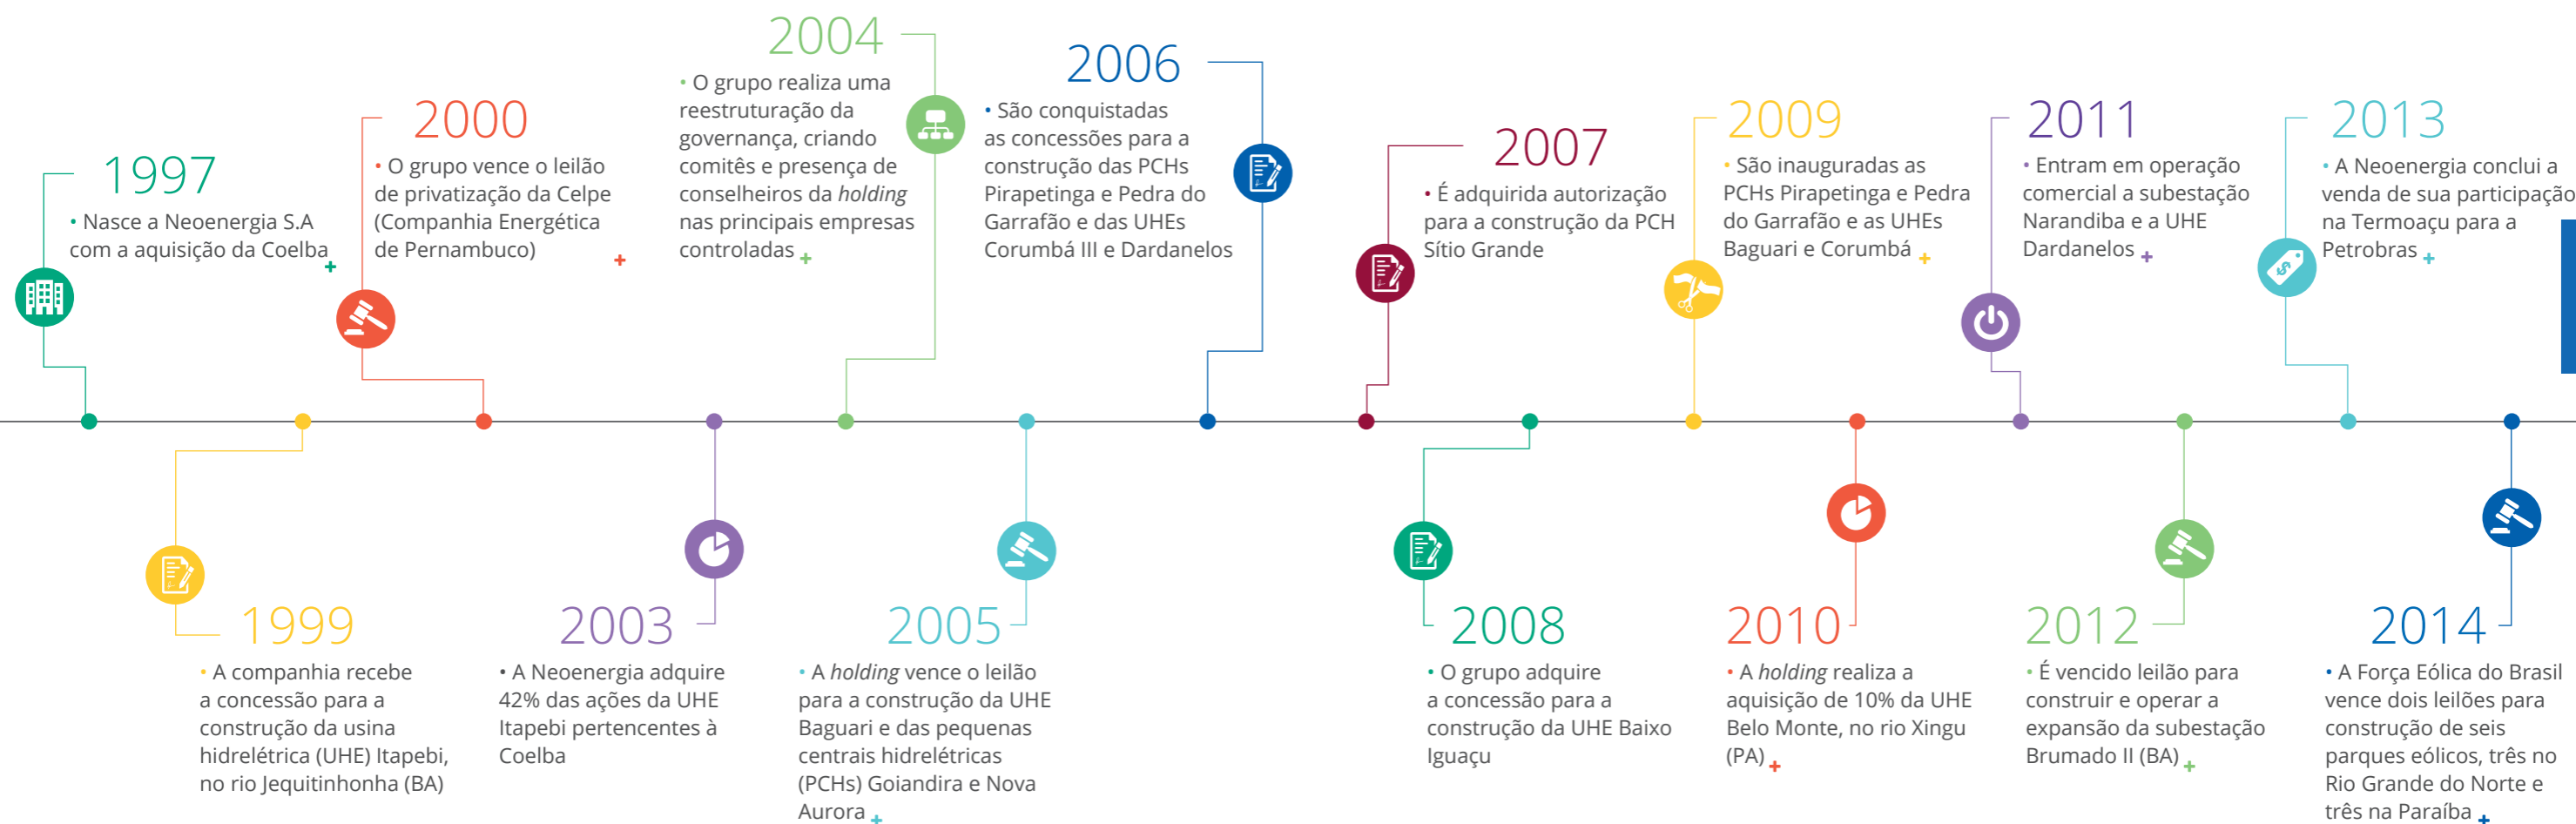 1997
• Nasce a Neoenergia S.A
com a aquisição da Coelba +
1999
• A companhia recebe
a concessão para a
construção da usina
hidrelétrica (UHE) Itapebi,
no rio Jequitinhonha (BA)
2000
• O grupo vence o leilão
de privatização da Celpe
(Companhia Energética
de Pernambuco) +
2003
• A Neoenergia adquire
42% das ações da UHE
Itapebi pertencentes à
Coelba
2004
• O grupo realiza uma
reestruturação da
governança, criando
comitês e presença de
conselheiros da holding
nas principais empresas
controladas +
2005
• A holding vence o leilão
para a construção da UHE
Baguari e das pequenas
centrais hidrelétricas
(PCHs) Goiandira e Nova
Aurora +
2006
• São conquistadas
as concessões para a
construção das PCHs
Pirapetinga e Pedra do
Garrafão e das UHEs
Corumbá III e Dardanelos
2007
• É adquirida autorização
para a construção da PCH
Sítio Grande
2008
• O grupo adquire
a concessão para a
construção da UHE Baixo
Iguaçu
2009
• São inauguradas as
PCHs Pirapetinga e Pedra
do Garrafão e as UHEs
Baguari e Corumbá +
2010
• A holding realiza a
aquisição de 10% da UHE
Belo Monte, no rio Xingu
(PA) +
2011
• Entram em operação
comercial a subestação
Narandiba e a UHE
Dardanelos +
2012
• É vencido leilão para
construir e operar a
expansão da subestação
Brumado II (BA) +
2013
• A Neoenergia conclui a
venda de sua participação
na Termoaçu para a
Petrobras +
2014
• A Força Eólica do Brasil
vence dois leilões para
construção de seis
parques eólicos, três no
Rio Grande do Norte e
três na Paraíba +